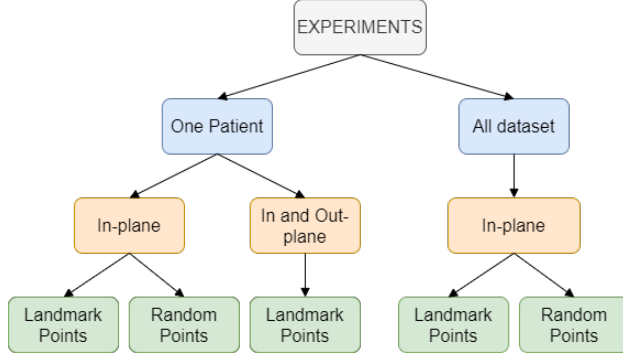 EXPERIMENTS
One Patient
All dataset
In-plane
In and Out-
plane
In-plane
Landmark
Points
Random
Points
Landmark
Points
Landmark
Points
Random
Points